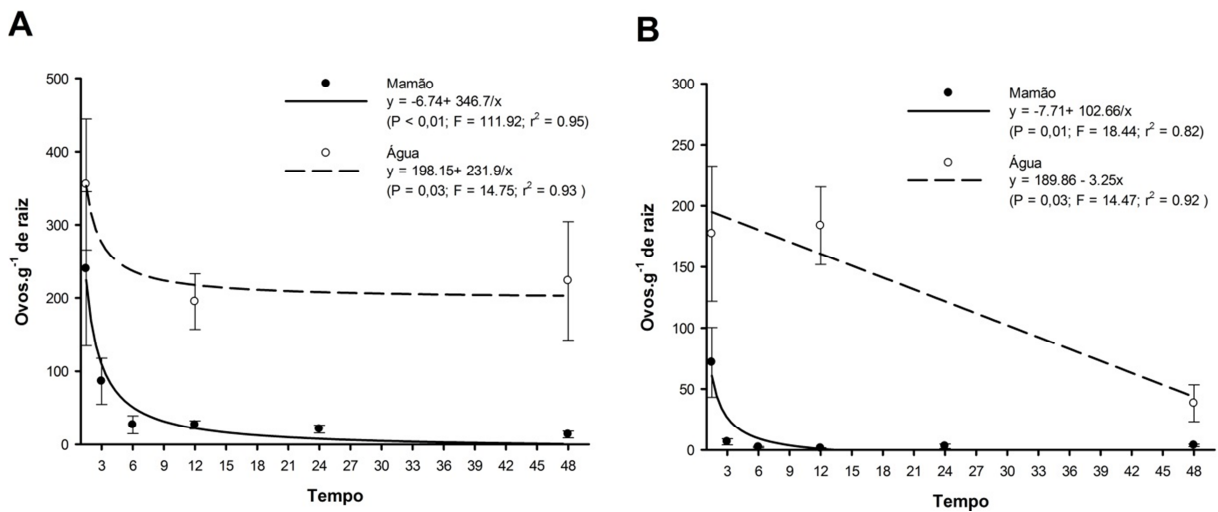 A
Ovos.g⁻¹ de raiz
500
400
300
200
100
0
Mamão
y = -6.74+ 346.7/x
(P < 0,01; F = 111.92; r² = 0.95)
Água
y = 198.15+ 231.9/x
(P = 0,03; F = 14.75; r² = 0.93 )
3 6 9 12 15 18 21 24 27 30 33 36 39 42 45 48
Tempo
B
Ovos.g⁻¹ de raiz
300
250
200
150
100
50
0
Mamão
y = -7.71+ 102.66/x
(P = 0,01; F = 18.44; r² = 0.82)
Água
y = 189.86 - 3.25x
(P = 0,03; F = 14.47; r² = 0.92 )
3 6 9 12 15 18 21 24 27 30 33 36 39 42 45 48
Tempo